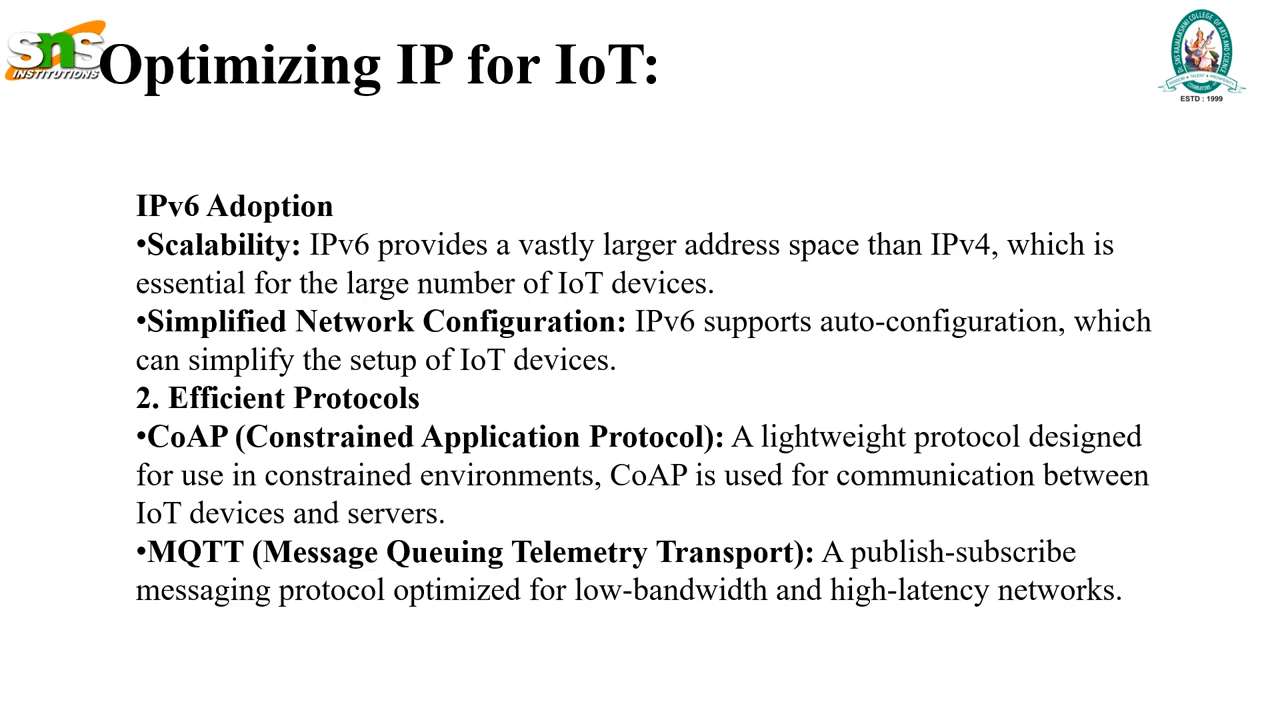 sns
INSTITUTIONS
Optimizing IP for IoT:
ESTD : 1999
IPv6 Adoption
•Scalability: IPv6 provides a vastly larger address space than IPv4, which is
essential for the large number of IoT devices.
•Simplified Network Configuration: IPv6 supports auto-configuration, which
can simplify the setup of IoT devices.
2. Efficient Protocols
•CoAP (Constrained Application Protocol): A lightweight protocol designed
for use in constrained environments, CoAP is used for communication between
IoT devices and servers.
•MQTT (Message Queuing Telemetry Transport): A publish-subscribe
messaging protocol optimized for low-bandwidth and high-latency networks.